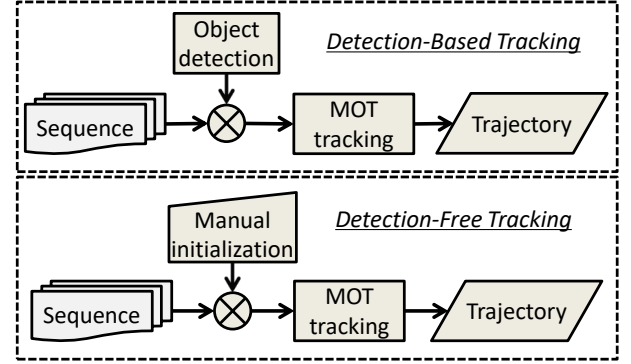 Object
detection
Detection-Based Tracking
Sequence
MOT
tracking
Trajectory
Manual
initialization
Detection-Free Tracking
Sequence
MOT
tracking
Trajectory